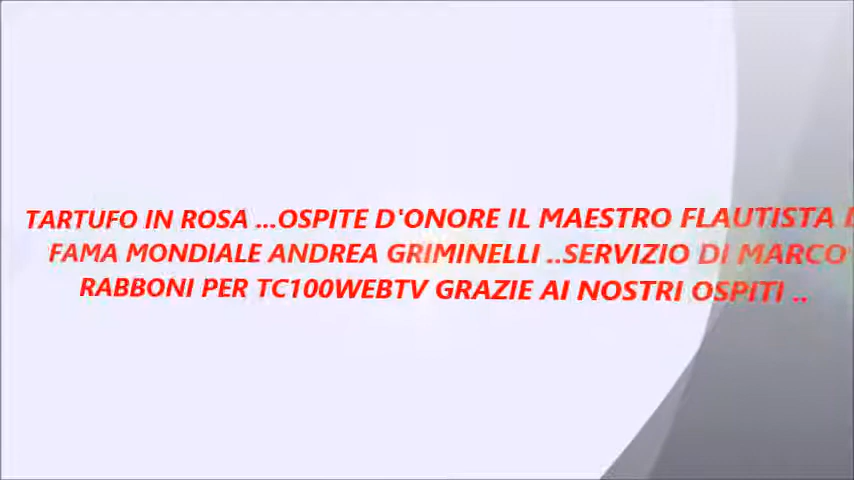 TARTUFO IN ROSA ...OSPITE D'ONORE IL MAESTRO FLAUTISTA
FAMA MONDIALE ANDREA GRIMINELLI ..SERVIZIO DI MARCO
RABBONI PER TC100WEBTV GRAZIE AI NOSTRI OSPITI ..